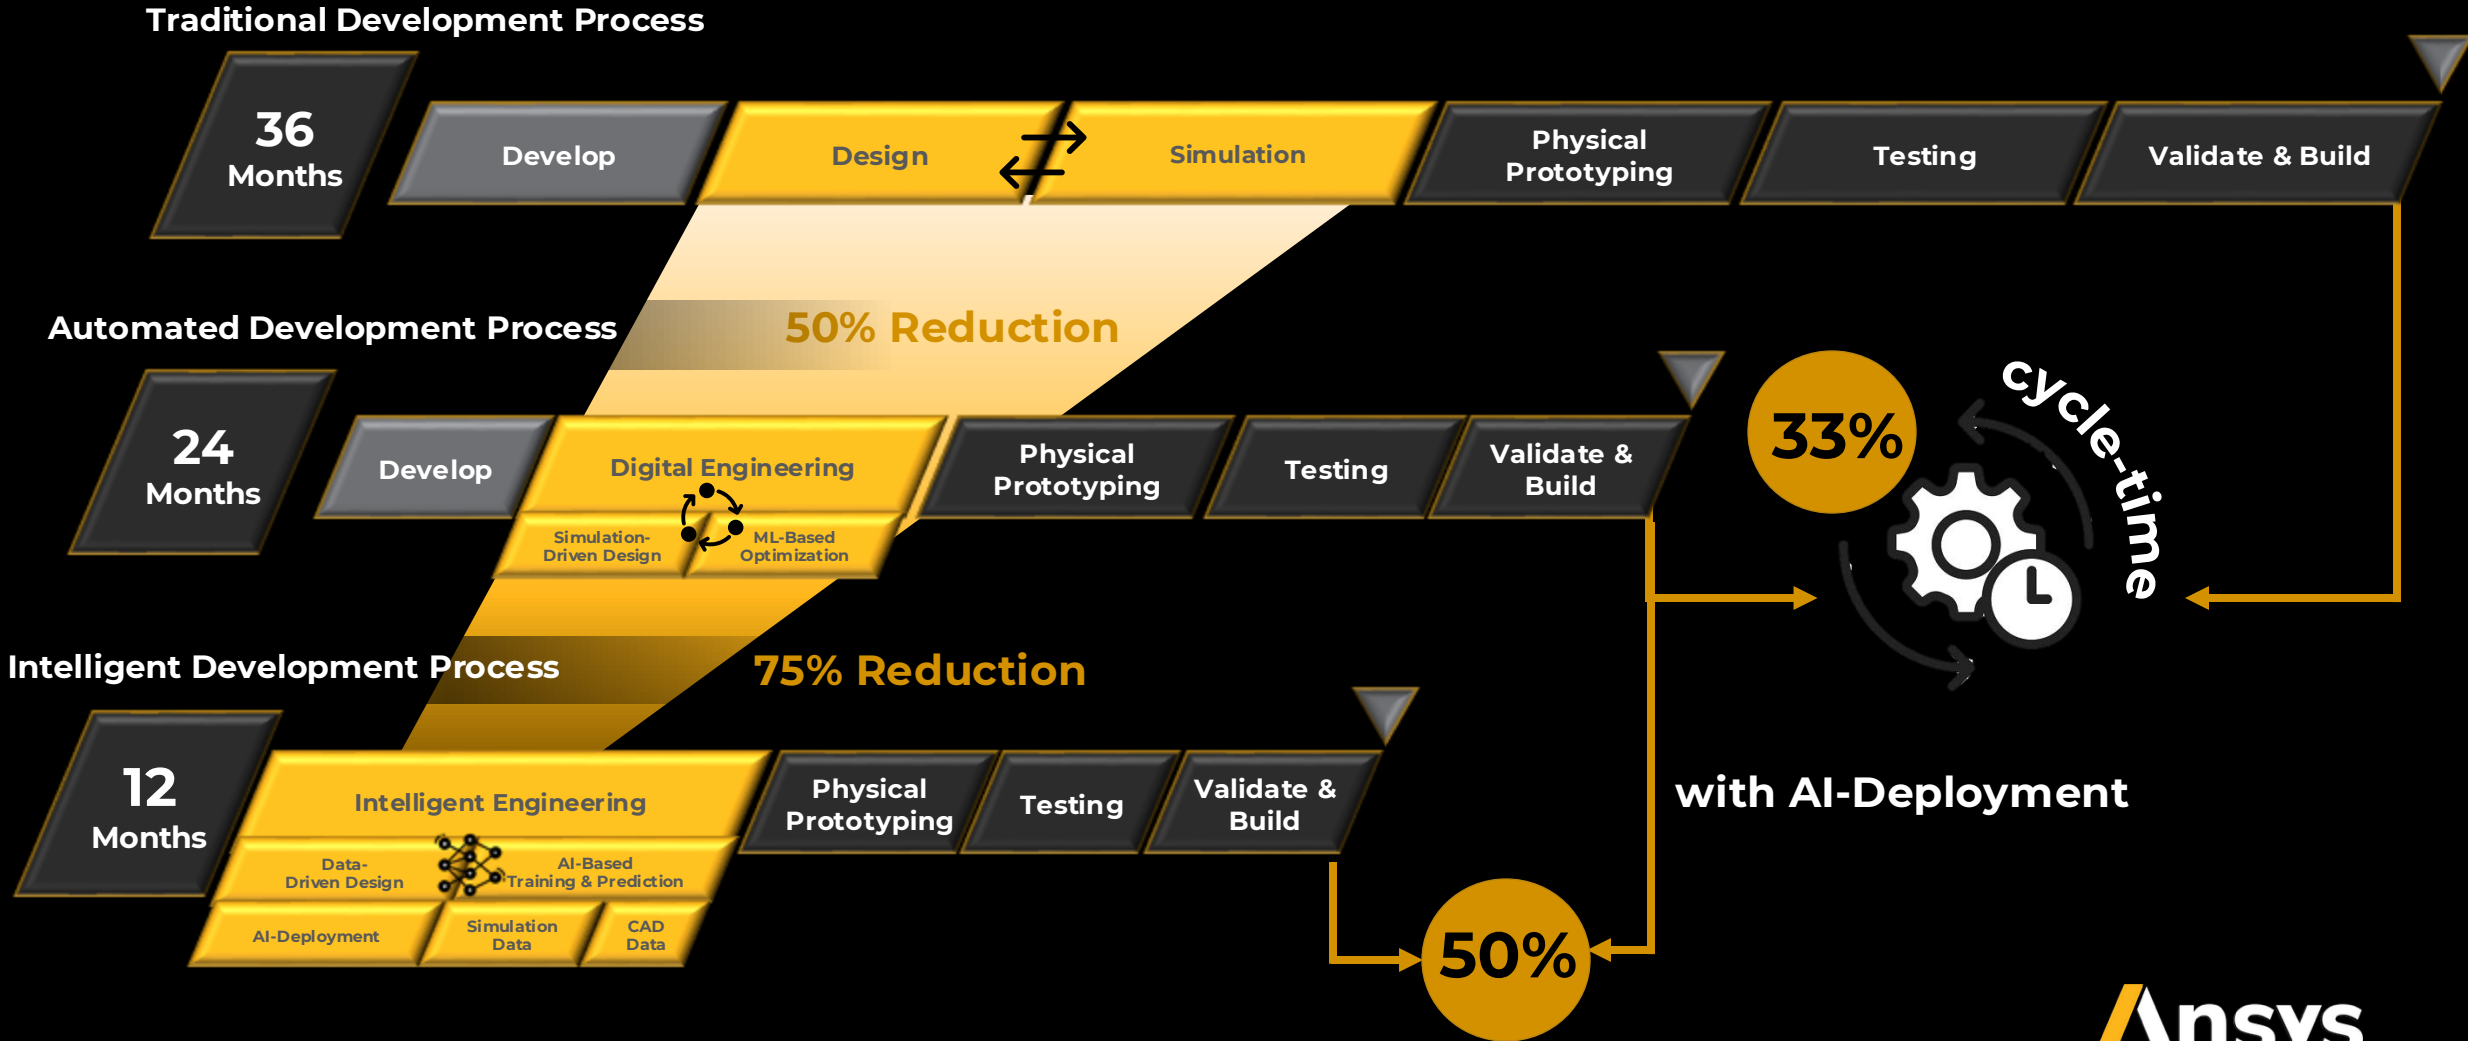 Traditional Development Process
36
Months
Develop
Design
Simulation
Physical
Prototyping
Testing
Validate & Build
50% Reduction
Automated Development Process
24
Months
Develop
Digital Engineering
Simulation-
Driven Design
ML-Based
Optimization
Physical
Prototyping
Testing
Validate &
Build
33%
cycle-time
75% Reduction
Intelligent Development Process
12
Months
Intelligent Engineering
Data-
Driven Design
AI-Based
Training & Prediction
AI-Deployment
Simulation
Data
CAD
Data
Physical
Prototyping
Testing
Validate &
Build
with AI-Deployment
50%
Ansys